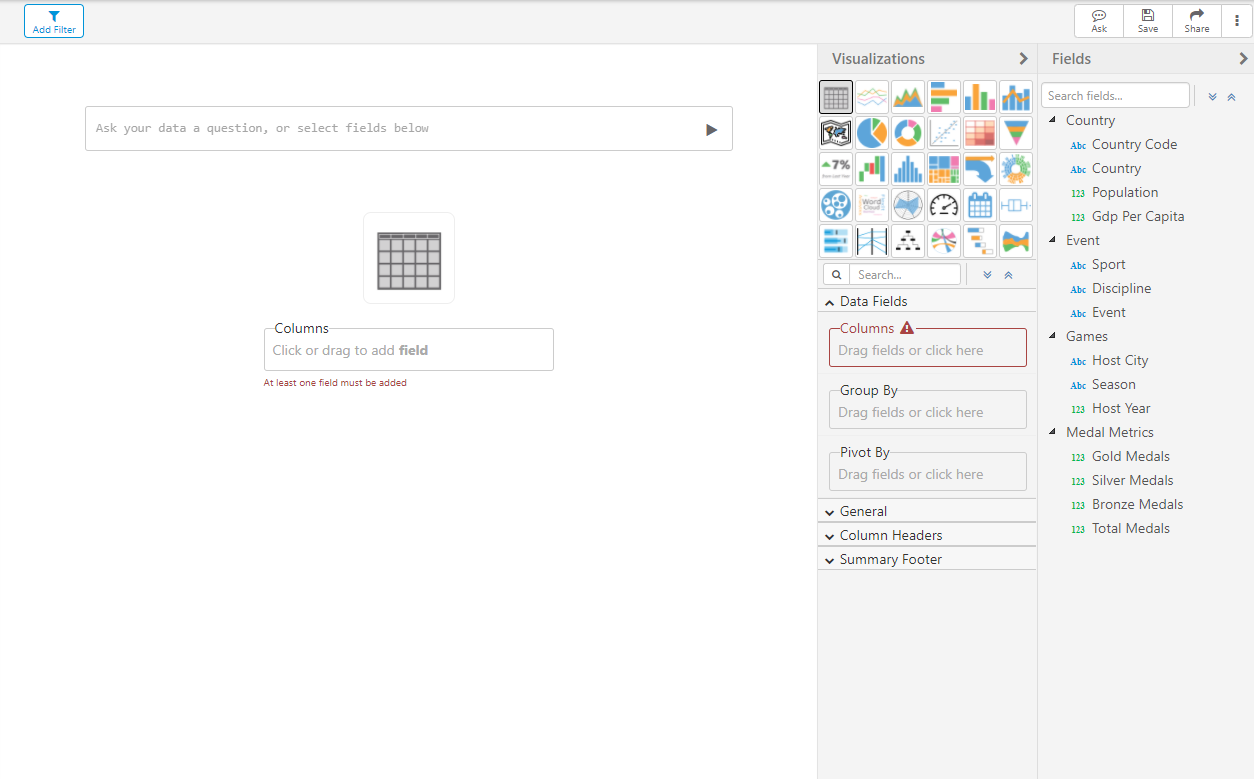 Add Filter
Ask
Save
Share
Ask your data a question, or select fields below
Columns
Click or drag to add field
At least one field must be added
Visualizations
7%
Word
Cloud
Search...
Data Fields
Columns
Drag fields or click here
Group By
Drag fields or click here
Pivot By
Drag fields or click here
General
Column Headers
Summary Footer
Fields
Search fields...
Country
Abc Country Code
Abc Country
123 Population
123 Gdp Per Capita
Event
Abc Sport
Abc Discipline
Abc Event
Games
Abc Host City
Abc Season
123 Host Year
Medal Metrics
123 Gold Medals
123 Silver Medals
123 Bronze Medals
123 Total Medals